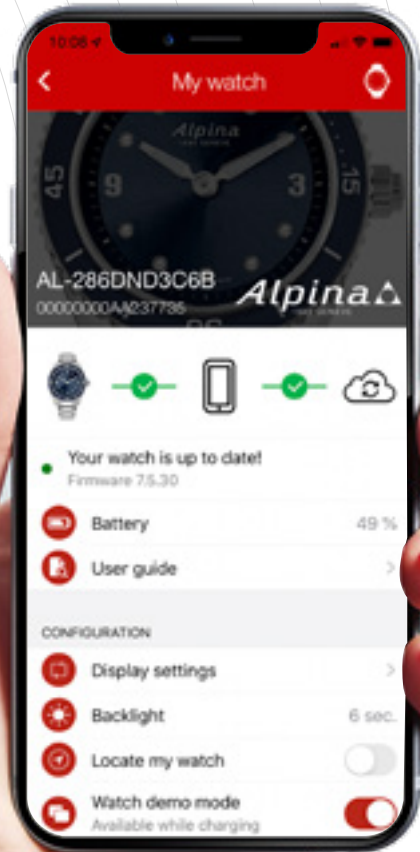 10:06
My watch
Alpina
45
9
3
15
AL-286DND3C6B
Alpina
Your watch is up to date!
Firmware 7.5.30
Battery
49 %
User guide
CONFIGURATION
Display settings
Backlight
6 sec.
Locate my watch
Watch demo mode
Available while charging